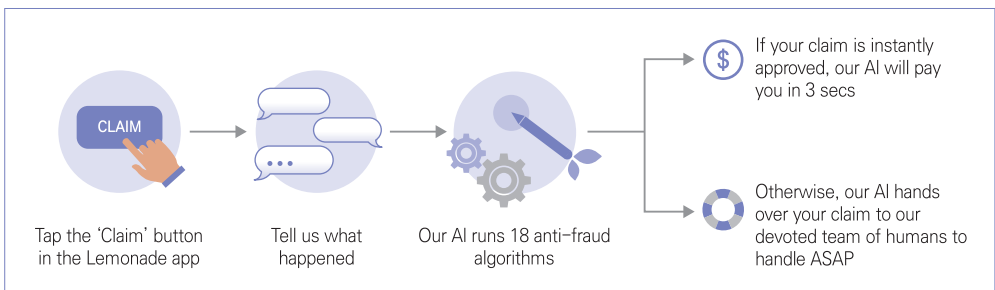 CLAIM
Tap the ‘Claim’ button
in the Lemonade app
Tell us what
happened
Our AI runs 18 anti-fraud
algorithms
$
If your claim is instantly
approved, our AI will pay
you in 3 secs
Otherwise, our AI hands
over your claim to our
devoted team of humans to
handle ASAP